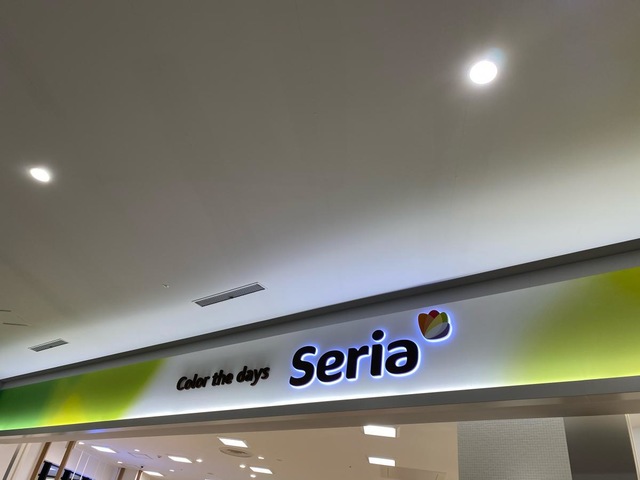 Color the days Seria